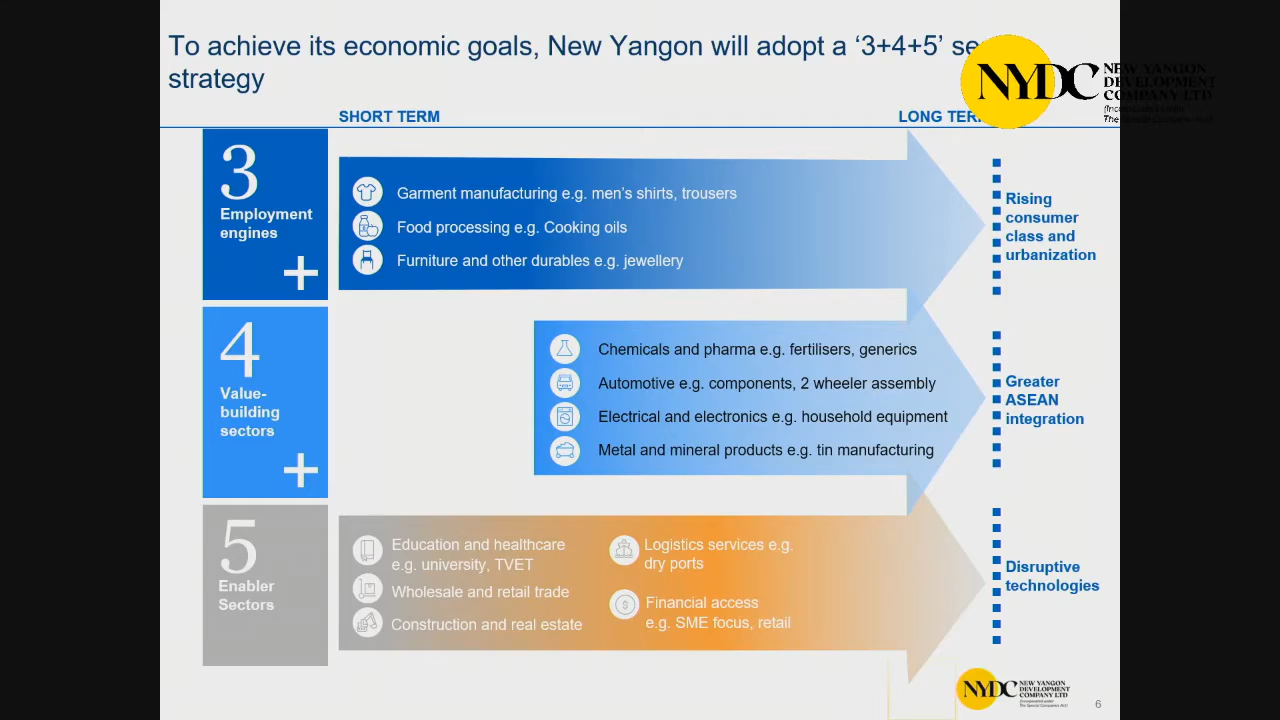 To achieve its economic goals, New Yangon will adopt a ‘3+4+5’
strategy
NYDC
NEW YANGON
DEVELOPMENT
COMPANY LTD
SHORT TERM
LONG TERM
3
Employment
engines
+
Garment manufacturing e.g. men’s shirts, trousers
Food processing e.g. Cooking oils
Furniture and other durables e.g. jewellery
Rising
consumer
class and
urbanization
4
Value-
building
sectors
+
Chemicals and pharma e.g. fertilisers, generics
Automotive e.g. components, 2 wheeler assembly
Electrical and electronics e.g. household equipment
Metal and mineral products e.g. tin manufacturing
Greater
ASEAN
integration
5
Enabler
Sectors
Education and healthcare
e.g. university, TVET
Wholesale and retail trade
Construction and real estate
Logistics services e.g.
dry ports
Financial access
e.g. SME focus, retail
Disruptive
technologies
NYDC
NEW YANGON
DEVELOPMENT
COMPANY LTD
6